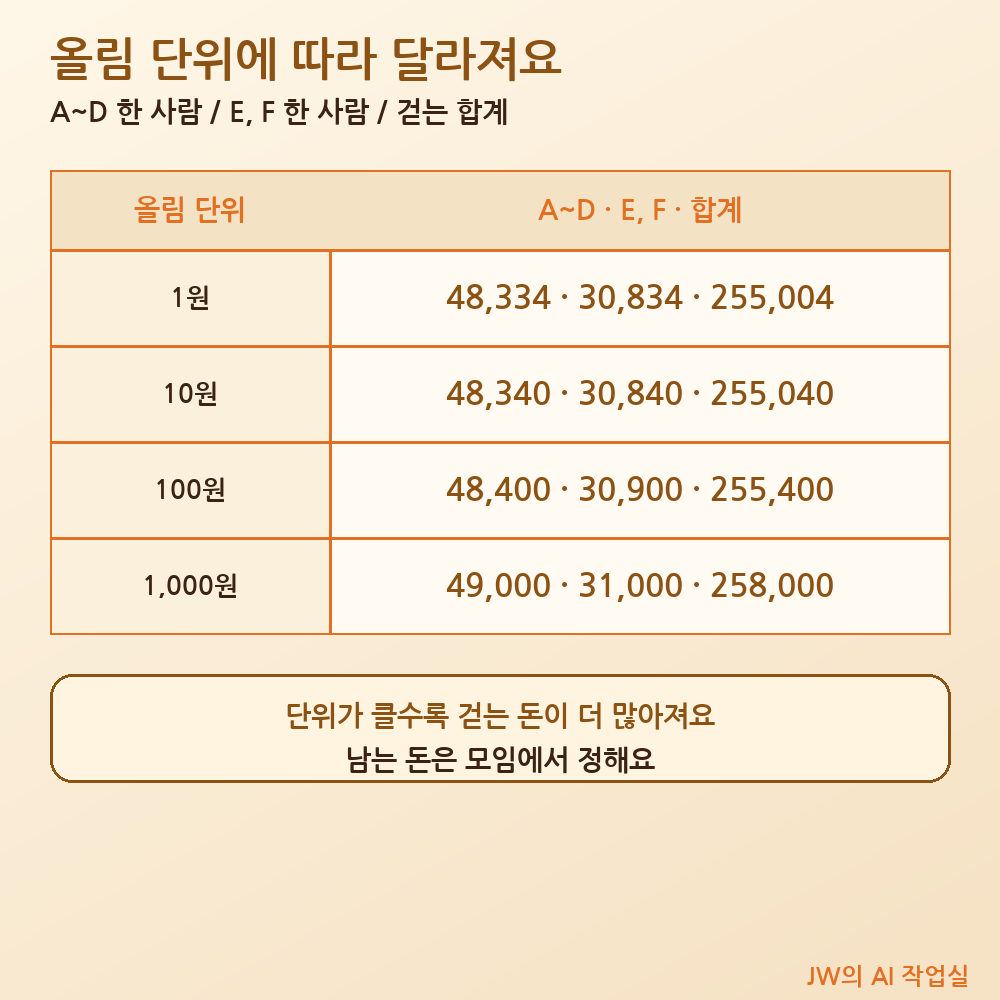 올림 단위에 따라 달라져요
A~D 한 사람 / E, F 한 사람 / 걷는 합계
올림 단위 A~D · E, F · 합계
1원 48,334 · 30,834 · 255,004
10원 48,340 · 30,840 · 255,040
100원 48,400 · 30,900 · 255,400
1,000원 49,000 · 31,000 · 258,000
단위가 클수록 걷는 돈이 더 많아져요
남는 돈은 모임에서 정해요
JW의 AI 작업실